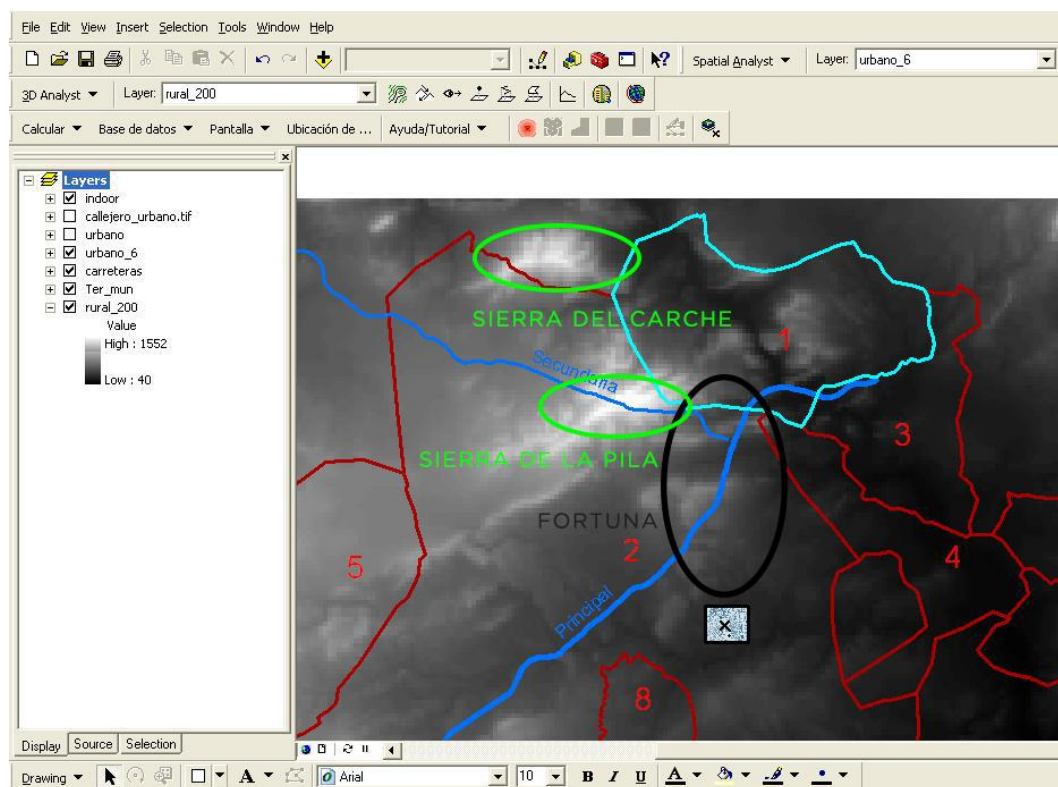 File Edit View Insert Selection Tools Window Help
Spatial Analyst Layer: urbano_6
3D Analyst Layer: rural_200
Calcular Base de datos Pantalla Ubicación de ... Ayuda/Tutorial
Layers
indoor
callejero_urbano.tif
urbano
urbano_6
carreteras
Ter_mun
rural_200
Value
High : 1552
Low : 40
SIERRA DEL CARCHE
1
Secundaria
3
SIERRA DE LA PILA
FORTUNA
2
5
4
Principal
8
Display Source Selection
Drawing A Arial 10 B I U A